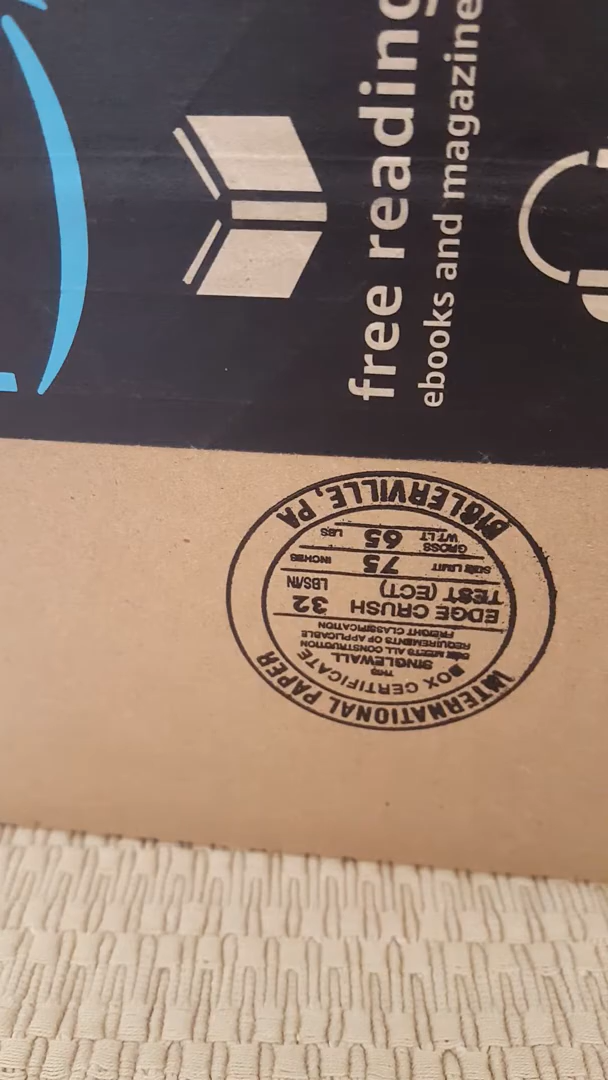 free reading
ebooks and magazine
INTERNATIONAL PAPER
BOX CERTIFICATE
THIS
SINGLEWALL
BOX MEETS ALL CONSTRUCTION
REQUIREMENTS OF APPLICABLE
FREIGHT CLASSIFICATION
EDGE CRUSH
TEST (ECT) 32 LBS/IN
SIZE LIMIT 75 INCHES
GROSS
WT LT 65 LBS
BIGLERVILLE, PA